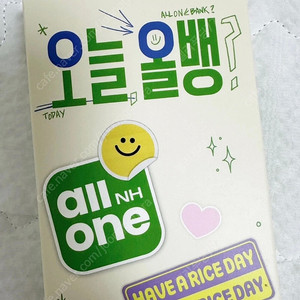 ALL ONE BANK?
오늘, 올뱅?
TODAY
all NH
one
HAVE A RICE DAY
RICE DAY.